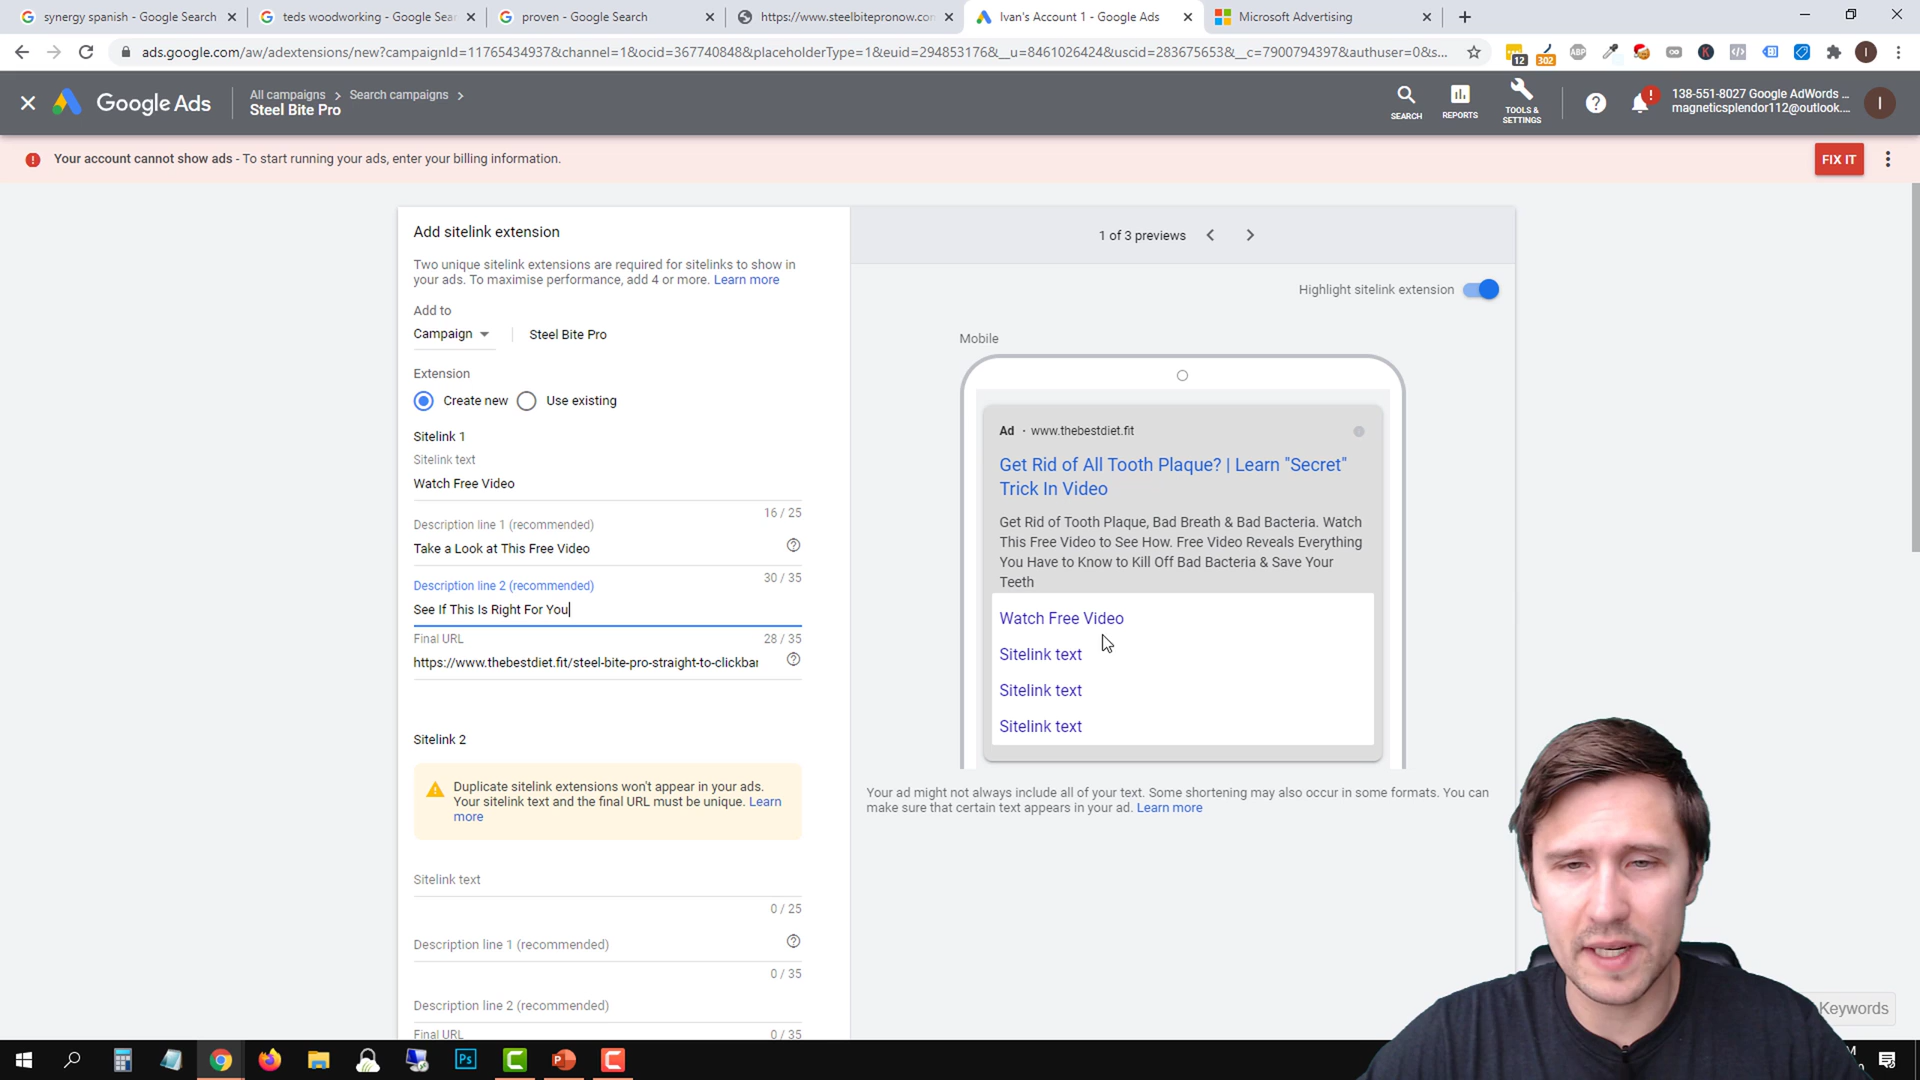 synergy spanish - Google Search
teds woodworking - Google Sear
proven - Google Search
https://www.steelbitepronow.con
Ivan's Account 1 - Google Ads
Microsoft Advertising
ads.google.com/aw/adextensions/new?campaignId=11765434937&channel=1&ocid=367740848&placeholderType=1&euid=294853176&__u=8461026424&uscid=283675653&__c=7900794397&authuser=0&s...
12
302
ABP
I
Google Ads
All campaigns
Search campaigns
Steel Bite Pro
SEARCH
REPORTS
TOOLS &
SETTINGS
138-551-8027 Google AdWords ...
magneticsplendor112@outlook....
I
Your account cannot show ads - To start running your ads, enter your billing information.
FIX IT
Add sitelink extension
Two unique sitelink extensions are required for sitelinks to show in
your ads. To maximise performance, add 4 or more. Learn more
Add to
Campaign
Steel Bite Pro
Extension
Create new
Use existing
Sitelink 1
Sitelink text
Watch Free Video
16 / 25
Description line 1 (recommended)
Take a Look at This Free Video
30 / 35
Description line 2 (recommended)
See If This Is Right For You
28 / 35
Final URL
https://www.thebestdiet.fit/steel-bite-pro-straight-to-clickbar
Sitelink 2
Duplicate sitelink extensions won't appear in your ads.
Your sitelink text and the final URL must be unique. Learn
more
Sitelink text
0 / 25
Description line 1 (recommended)
0 / 35
Description line 2 (recommended)
0 / 35
Final URL
1 of 3 previews
Highlight sitelink extension
Mobile
Ad · www.thebestdiet.fit
Get Rid of All Tooth Plaque? | Learn "Secret"
Trick In Video
Get Rid of Tooth Plaque, Bad Breath & Bad Bacteria. Watch
This Free Video to See How. Free Video Reveals Everything
You Have to Know to Kill Off Bad Bacteria & Save Your
Teeth
Watch Free Video
Sitelink text
Sitelink text
Sitelink text
Your ad might not always include all of your text. Some shortening may also occur in some formats. You can
make sure that certain text appears in your ad. Learn more
Keywords
Ps